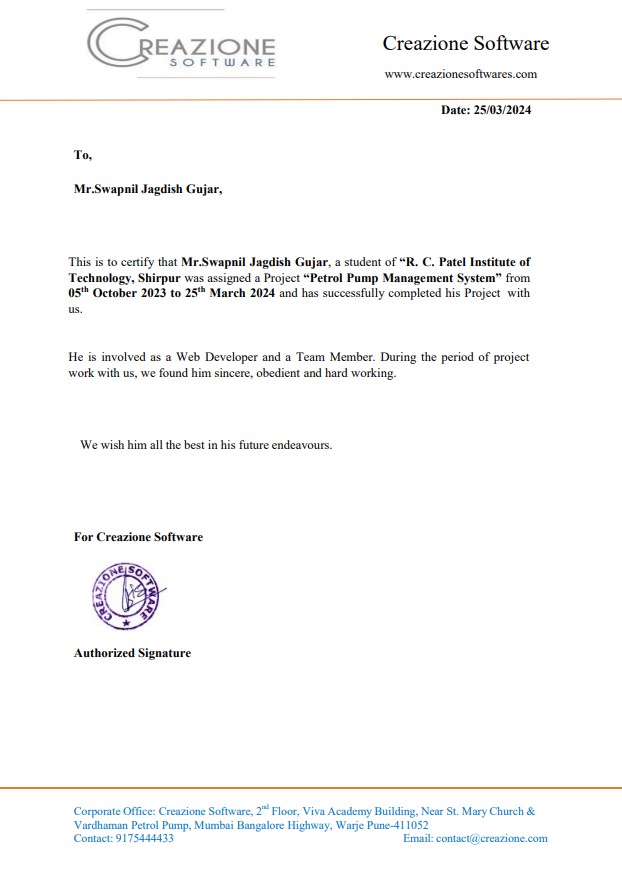 CREAZIONE
SOFTWARE
Creazione Software
www.creazionesoftwares.com
Date: 25/03/2024
To,
Mr.Swapnil Jagdish Gujar,
This is to certify that Mr.Swapnil Jagdish Gujar, a student of “R. C. Patel Institute of
Technology, Shirpur was assigned a Project “Petrol Pump Management System” from
05th October 2023 to 25th March 2024 and has successfully completed his Project with
us.
He is involved as a Web Developer and a Team Member. During the period of project
work with us, we found him sincere, obedient and hard working.
We wish him all the best in his future endeavours.
For Creazione Software
CREAZIONE SOFTWARE
Authorized Signature
Corporate Office: Creazione Software, 2nd Floor, Viva Academy Building, Near St. Mary Church &
Vardhaman Petrol Pump, Mumbai Bangalore Highway, Warje Pune-411052
Contact: 9175444433 Email: contact@creazione.com